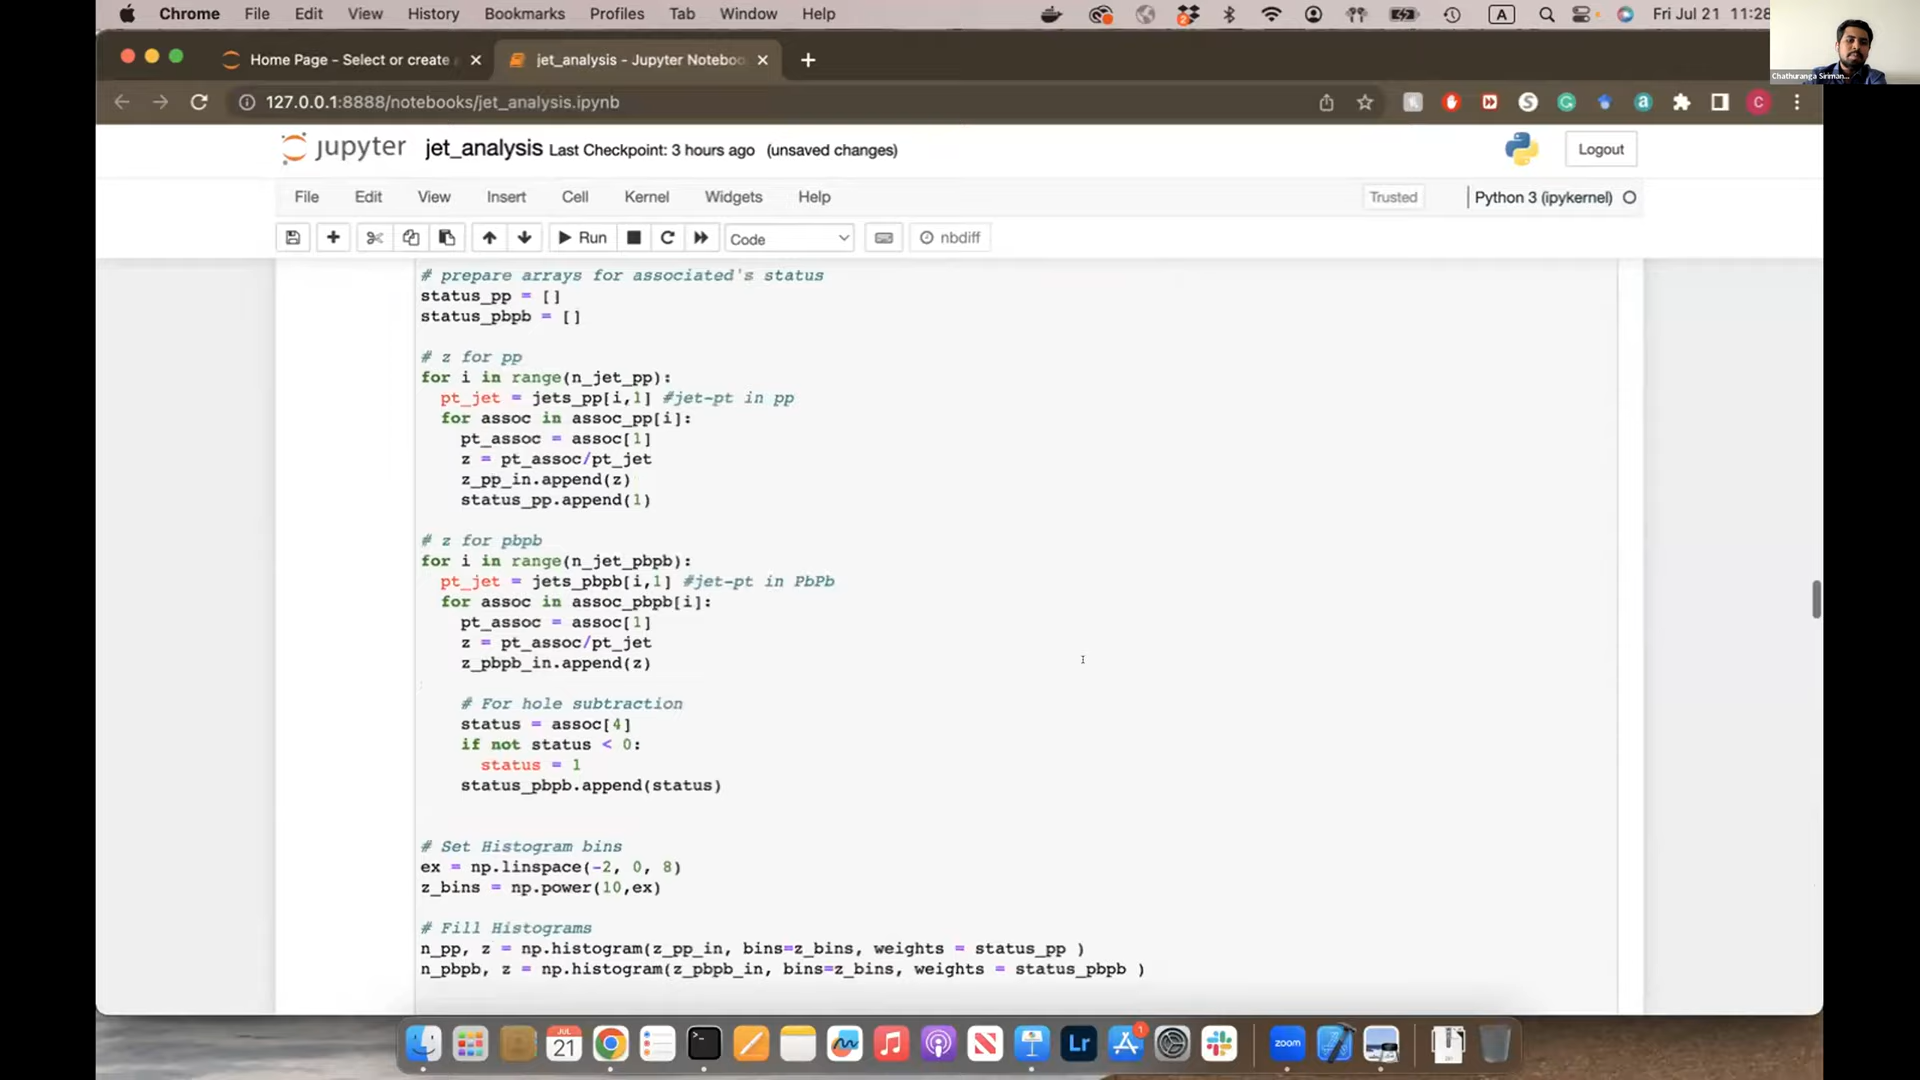 Chrome File Edit View History Bookmarks Profiles Tab Window Help
A Fri Jul 21 11:28
Home Page - Select or create
jet_analysis - Jupyter Noteboo
127.0.0.1:8888/notebooks/jet_analysis.ipynb
C
Chathuranga Siriman...
jupyter jet_analysis Last Checkpoint: 3 hours ago (unsaved changes)
Logout
File Edit View Insert Cell Kernel Widgets Help
Trusted
Python 3 (ipykernel)
Run
Code
nbdiff
# prepare arrays for associated's status
status_pp = []
status_pbpb = []
# z for pp
for i in range(n_jet_pp):
pt_jet = jets_pp[i,1] #jet-pt in pp
for assoc in assoc_pp[i]:
pt_assoc = assoc[1]
z = pt_assoc/pt_jet
z_pp_in.append(z)
status_pp.append(1)
# z for pbpb
for i in range(n_jet_pbpb):
pt_jet = jets_pbpb[i,1] #jet-pt in PbPb
for assoc in assoc_pbpb[i]:
pt_assoc = assoc[1]
z = pt_assoc/pt_jet
z_pbpb_in.append(z)
# For hole subtraction
status = assoc[4]
if not status < 0:
status = 1
status_pbpb.append(status)
# Set Histogram bins
ex = np.linspace(-2, 0, 8)
z_bins = np.power(10,ex)
# Fill Histograms
n_pp, z = np.histogram(z_pp_in, bins=z_bins, weights = status_pp )
n_pbpb, z = np.histogram(z_pbpb_in, bins=z_bins, weights = status_pbpb )
JUL
21
zoom
Lr
1